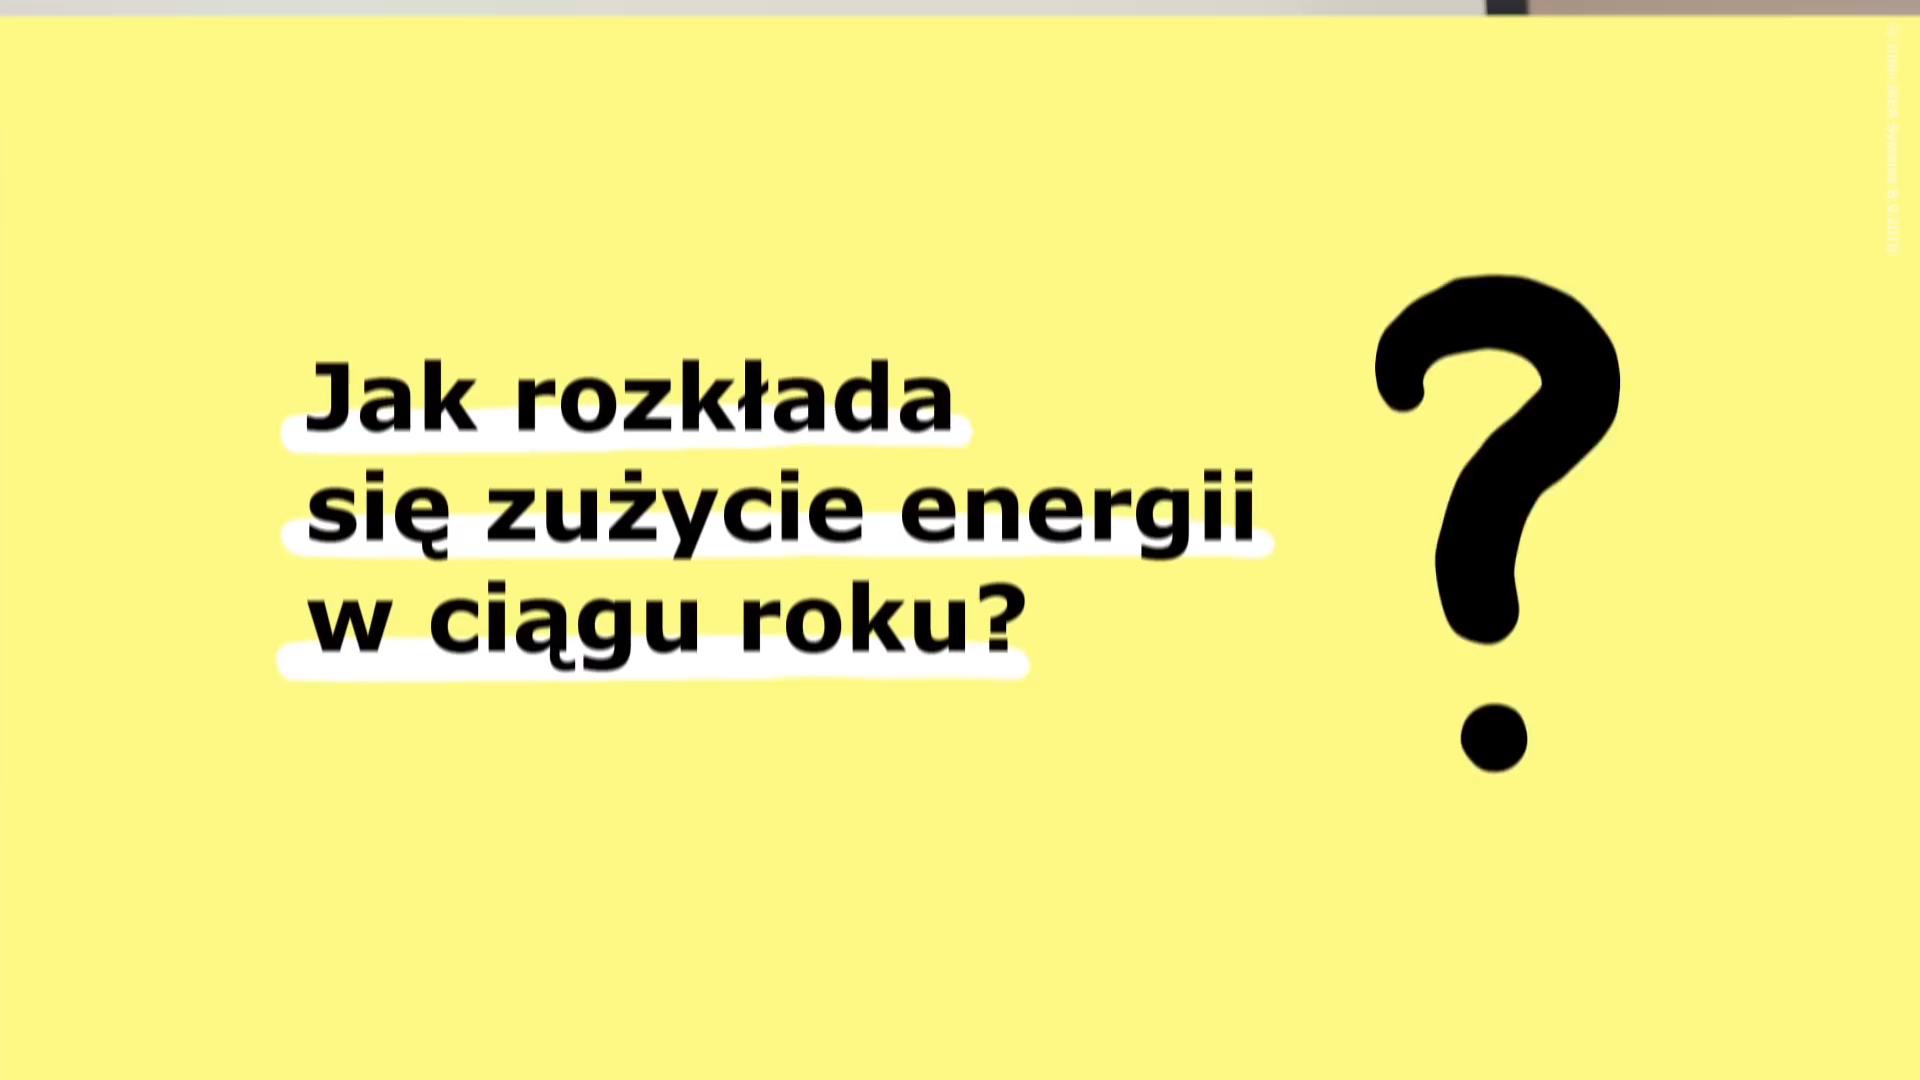 Jak rozkłada
się zużycie energii
w ciągu roku?
?